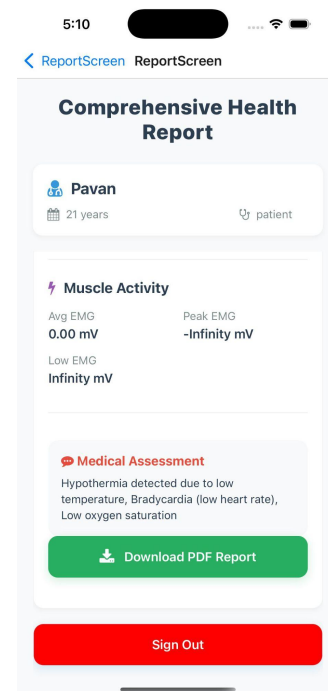 5:10
ReportScreen ReportScreen
Comprehensive Health
Report
Pavan
21 years patient
Muscle Activity
Avg EMG Peak EMG
0.00 mV -Infinity mV
Low EMG
Infinity mV
Medical Assessment
Hypothermia detected due to low
temperature, Bradycardia (low heart rate),
Low oxygen saturation
Download PDF Report
Sign Out